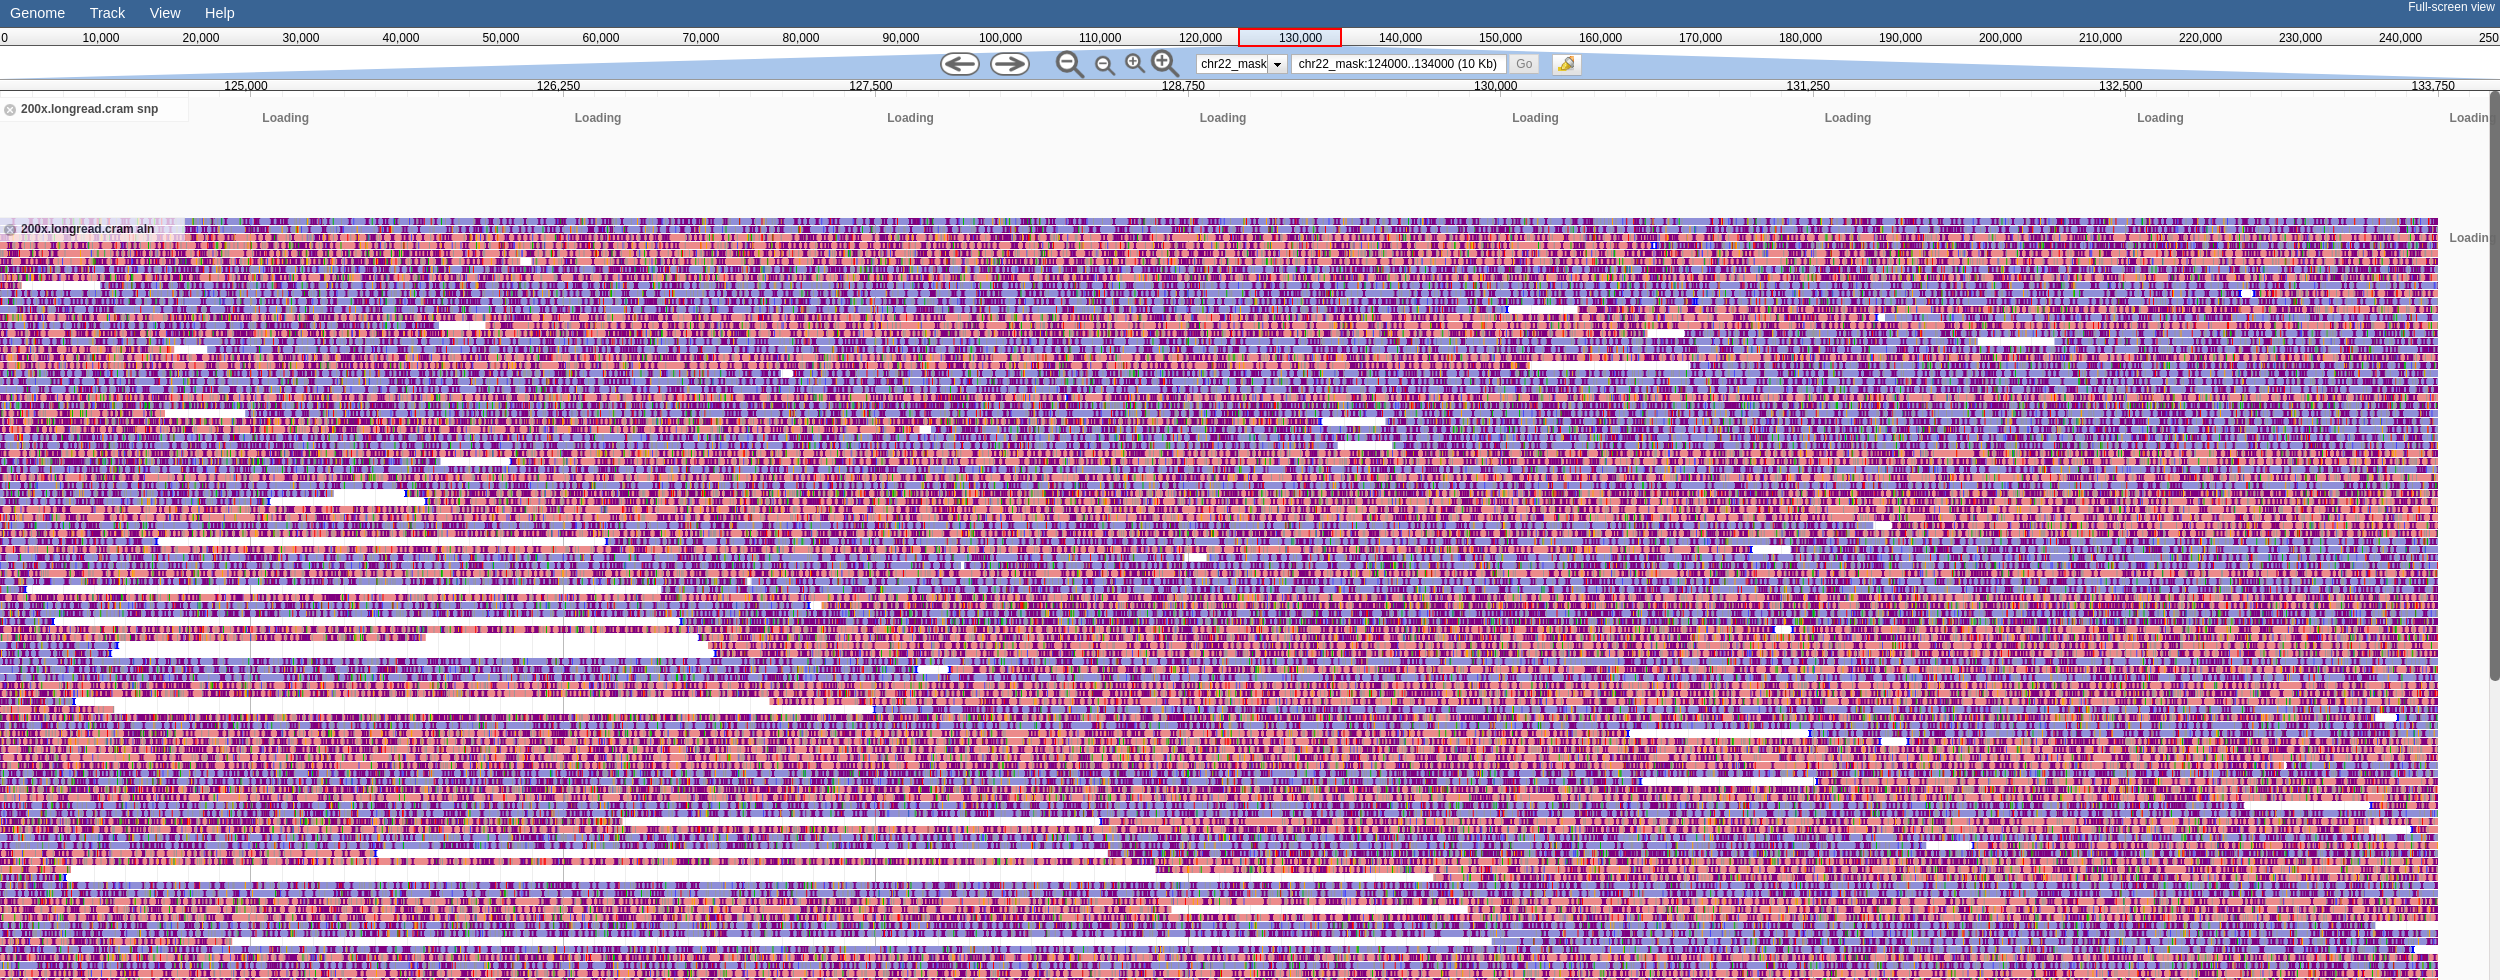 Genome Track View Help Full-screen view
0 10,000 20,000 30,000 40,000 50,000 60,000 70,000 80,000 90,000 100,000 110,000 120,000 130,000 140,000 150,000 160,000 170,000 180,000 190,000 200,000 210,000 220,000 230,000 240,000 250
chr22_mask chr22_mask:124000..134000 (10 Kb) Go
125,000 126,250 127,500 128,750 130,000 131,250 132,500 133,750
200x.longread.cram snp
Loading Loading Loading Loading Loading Loading Loading Loading
200x.longread.cram aln
Loading